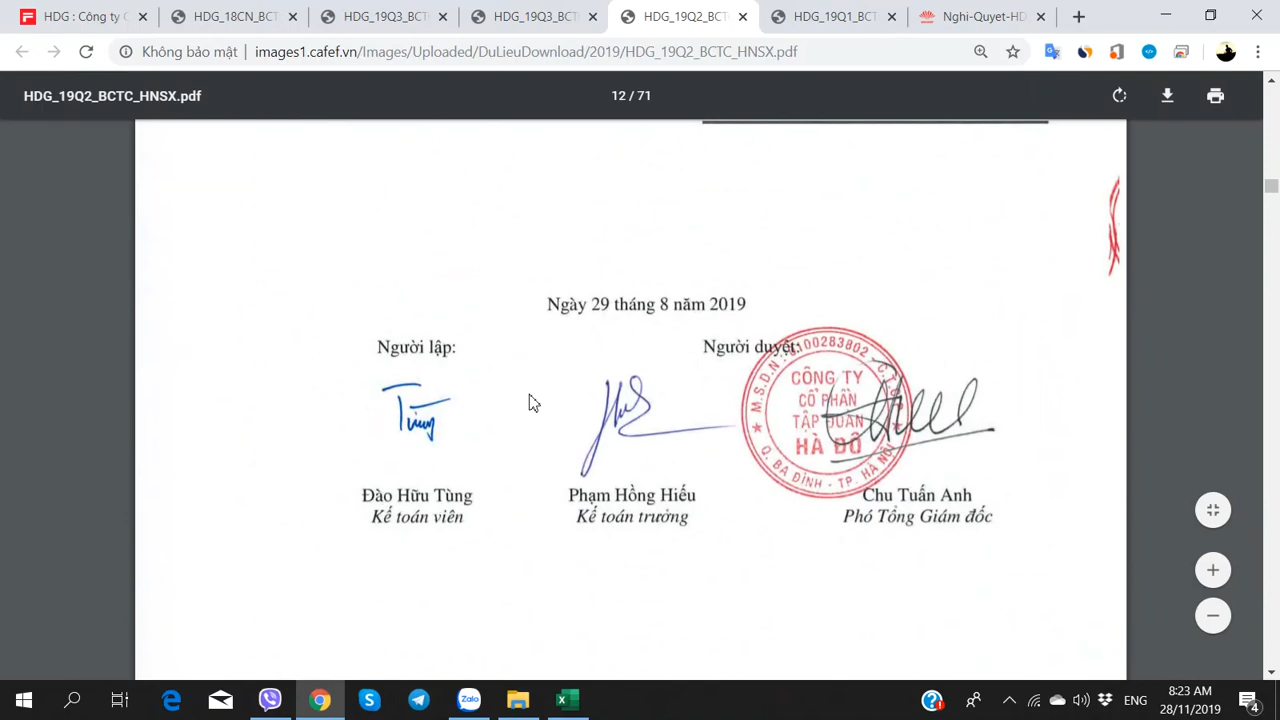 HDG : Công ty C
HDG_18CN_BCT
HDG_19Q3_BCT
HDG_19Q3_BCTC
HDG_19Q2_BCT
HDG_19Q1_BCT
Nghi-Quyet-HD
Không bảo mật
images1.cafef.vn/Images/Uploaded/DuLieuDownload/2019/HDG_19Q2_BCTC_HNSX.pdf
HDG_19Q2_BCTC_HNSX.pdf
12 / 71
Ngày 29 tháng 8 năm 2019
Người lập:
Người duyệt:
M.S.D.N: 0100283802 - C.T.C.P
CÔNG TY
CỔ PHẦN
TẬP ĐOÀN
HÀ ĐÔ
Q. BA ĐÌNH - TP. HÀ NỘI
Tùng
Đào Hữu Tùng
Phạm Hồng Hiếu
Chu Tuấn Anh
Kế toán viên
Kế toán trưởng
Phó Tổng Giám đốc
Zalo
ENG
8:23 AM
28/11/2019
4